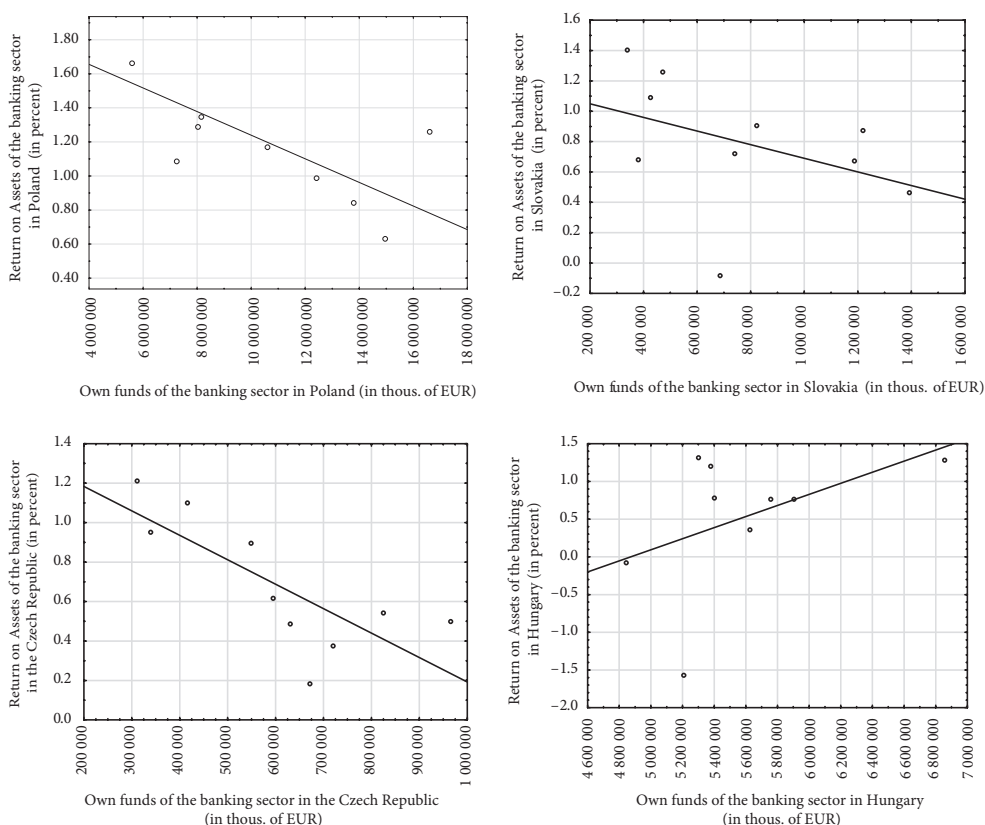 Return on Assets of the banking sector
in Poland (in percent)
1.80
1.60
1.40
1.20
1.00
0.80
0.60
0.40
4 000 000
6 000 000
8 000 000
10 000 000
12 000 000
14 000 000
16 000 000
18 000 000
Own funds of the banking sector in Poland (in thous. of EUR)
Return on Assets of the banking sector
in Slovakia (in percent)
1.6
1.4
1.2
1.0
0.8
0.6
0.4
0.2
0.0
−0.2
200 000
400 000
600 000
800 000
1 000 000
1 200 000
1 400 000
1 600 000
Own funds of the banking sector in Slovakia (in thous. of EUR)
Return on Assets of the banking sector
in the Czech Republic (in percent)
1.4
1.2
1.0
0.8
0.6
0.4
0.2
0.0
200 000
300 000
400 000
500 000
600 000
700 000
800 000
900 000
1 000 000
Own funds of the banking sector in the Czech Republic
(in thous. of EUR)
Return on Assets of the banking sector
in Hungary (in percent)
1.5
1.0
0.5
0.0
−0.5
−1.0
−1.5
−2.0
4 600 000
4 800 000
5 000 000
5 200 000
5 400 000
5 600 000
5 800 000
6 000 000
6 200 000
6 400 000
6 600 000
6 800 000
7 000 000
Own funds of the banking sector in Hungary
(in thous. of EUR)